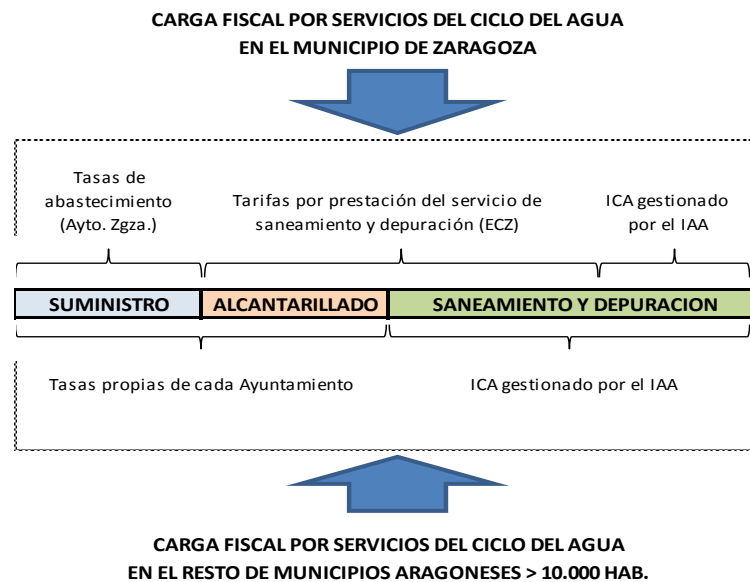 CARGA FISCAL POR SERVICIOS DEL CICLO DEL AGUA
EN EL MUNICIPIO DE ZARAGOZA
Tasas de
abastecimiento
(Ayto. Zgza.)
Tarifas por prestación del servicio de
saneamiento y depuración (ECZ)
ICA gestionado
por el IAA
SUMINISTRO
ALCANTARILLADO
SANEAMIENTO Y DEPURACION
Tasas propias de cada Ayuntamiento
ICA gestionado por el IAA
CARGA FISCAL POR SERVICIOS DEL CICLO DEL AGUA
EN EL RESTO DE MUNICIPIOS ARAGONESES > 10.000 HAB.